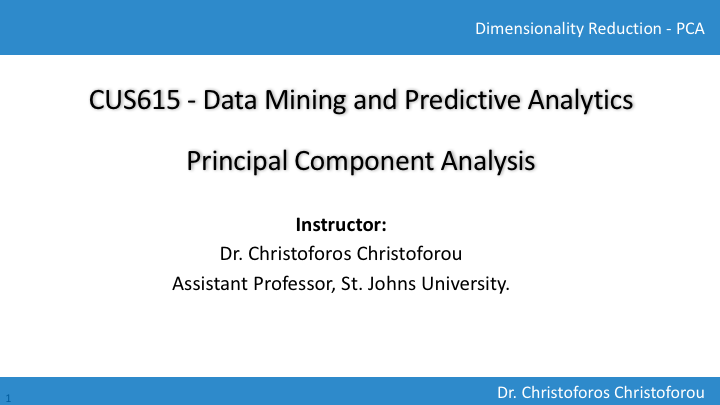 Dimensionality Reduction - PCA
CUS615 - Data Mining and Predictive Analytics
Principal Component Analysis
Instructor:
Dr. Christoforos Christoforou
Assistant Professor, St. Johns University.
1
Dr. Christoforos Christoforou